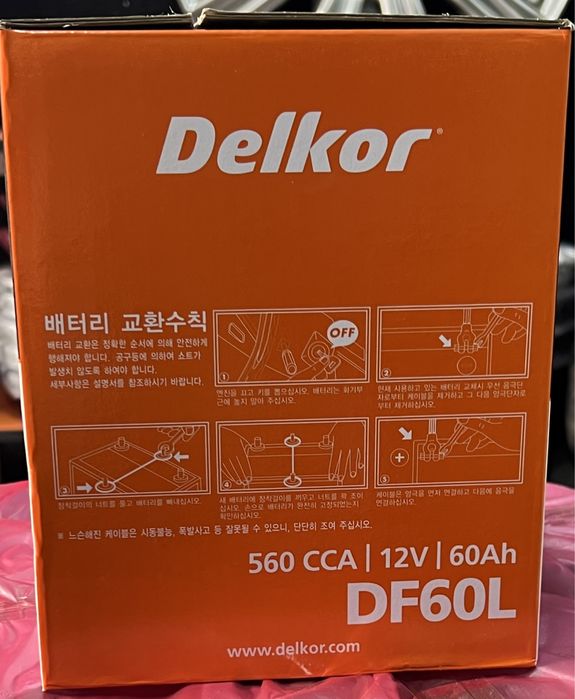 Delkor®
배터리 교환수칙
배터리 교환은 정확한 순서에 의해 안전하게
행해져야 합니다. 공구등에 의하여 쇼트가
발생치 않도록 하여야 합니다.
세부사항은 설명서를 참조하시기 바랍니다.
OFF
①
엔진을 끄고 키를 뽑으십시오. 배터리는 화기부
근에 놓지 말아 주십시오.
②
현재 사용하고 있는 배터리 교체시 우선 음극단
자로부터 케이블을 제거하고 그 다음 양극단자로
부터 제거하십시오.
③
장착걸이의 너트를 풀고 배터리를 빼내십시오.
④
새 배터리에 장착걸이를 끼우고 너트를 꽉 조이
십시오. 손으로 배터리가 완전히 고정되었는지
확인하십시오.
+
⑤
케이블은 양극을 먼저 연결하고 다음에 음극을
연결하십시오.
※ 느슨해진 케이블은 시동불능, 폭발사고 등 잘못될 수 있으니, 단단히 조여 주십시오.
560 CCA | 12V | 60Ah
DF60L
www.delkor.com